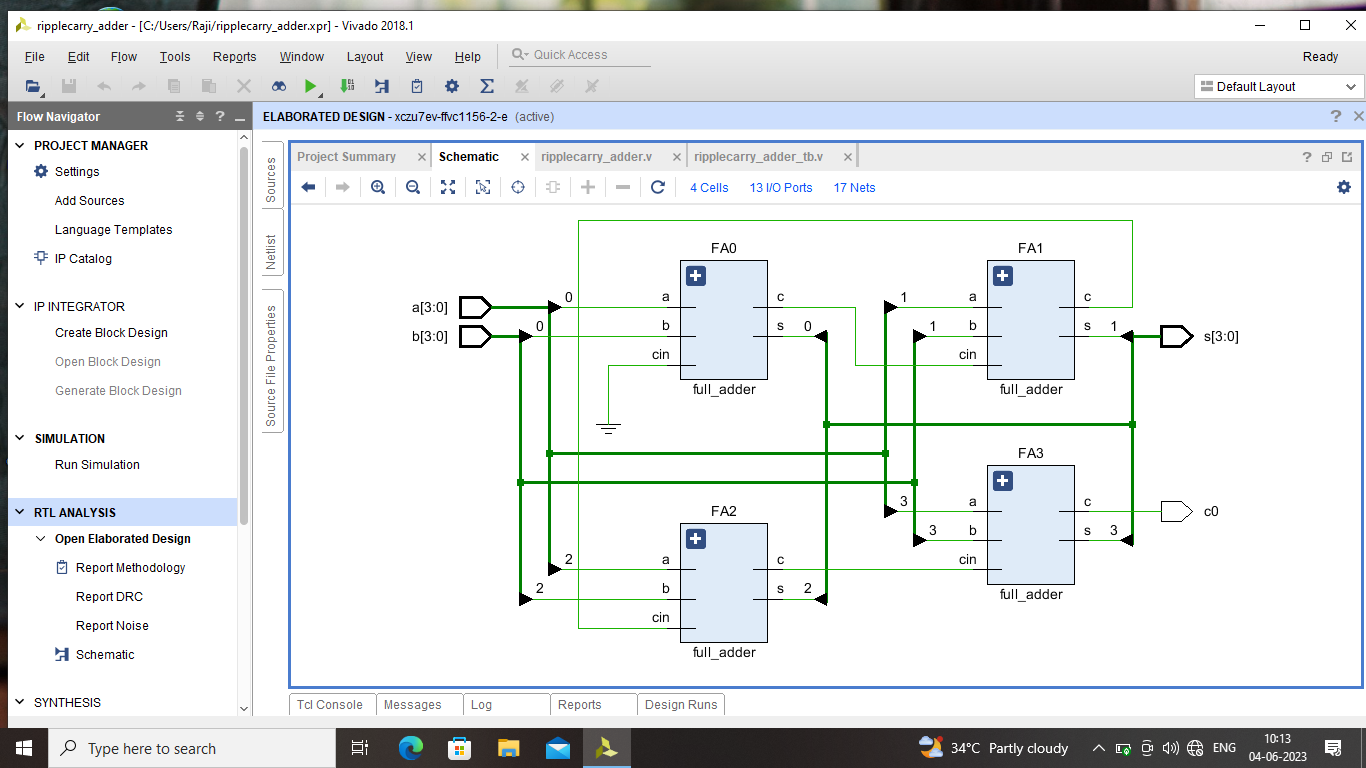 ripplecarry_adder - [C:/Users/Raji/ripplecarry_adder.xpr] - Vivado 2018.1
File Edit Flow Tools Reports Window Layout View Help Quick Access Ready
Default Layout
Flow Navigator
PROJECT MANAGER
Settings
Add Sources
Language Templates
IP Catalog
IP INTEGRATOR
Create Block Design
Open Block Design
Generate Block Design
SIMULATION
Run Simulation
RTL ANALYSIS
Open Elaborated Design
Report Methodology
Report DRC
Report Noise
Schematic
SYNTHESIS
ELABORATED DESIGN - xczu7ev-ffvc1156-2-e (active)
Sources
Netlist
Source File Properties
Project Summary Schematic ripplecarry_adder.v ripplecarry_adder_tb.v
4 Cells 13 I/O Ports 17 Nets
FA0 FA1
a[3:0] 0 a c 1 a c
b[3:0] 0 b s 0 1 b s 1 s[3:0]
cin cin
full_adder full_adder
FA3
3 a c c0
3 b s 3
cin
full_adder
FA2
2 a c
2 b s 2
cin
full_adder
Tcl Console Messages Log Reports Design Runs
Type here to search
34°C Partly cloudy
ENG
10:13
04-06-2023